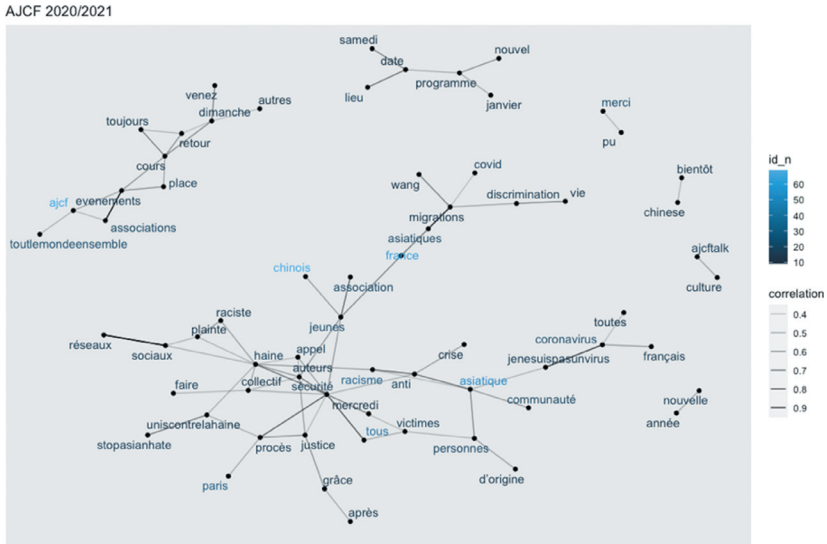 AJCF 2020/2021
samedi
date
nouvel
programme
lieu
janvier
venez
autres
dimanche
toujours
retour
merci
pu
cours
place
covid
wang
bientôt
ajcf
evenements
discrimination
vie
chinese
migrations
associations
asiatiques
toutlemondeensemble
france
ajcftalk
chinois
association
culture
raciste
jeunes
toutes
plainte
réseaux
appel
coronavirus
sociaux
haine
crise
jenesuispasunvirus
français
auteurs
faire
collectif
sécurité
racisme
anti
asiatique
communauté
nouvelle
mercredi
uniscontrelahaine
victimes
année
tous
stopasianhate
procès
justice
personnes
paris
grâce
d'origine
après
id_n
60
50
40
30
20
10
correlation
0.4
0.5
0.6
0.7
0.8
0.9